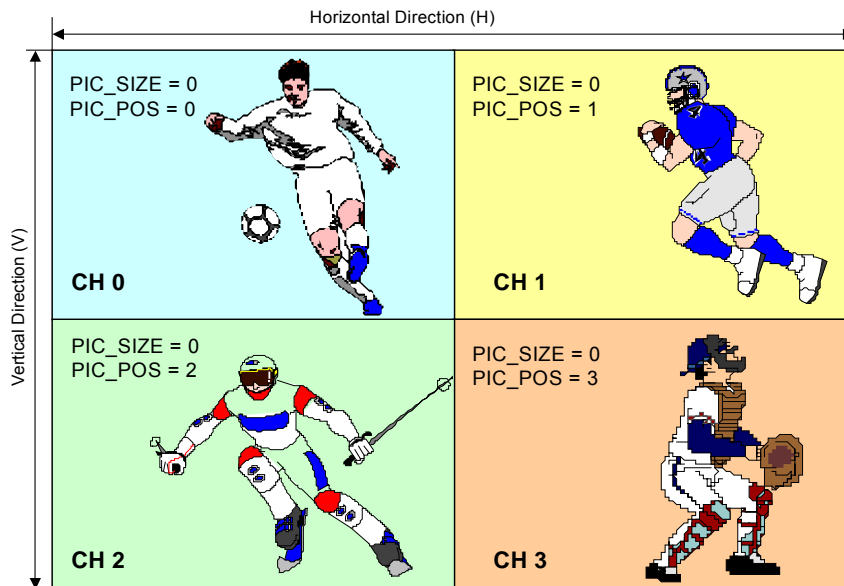 Horizontal Direction (H)
Vertical Direction (V)
PIC_SIZE = 0
PIC_POS = 0
CH 0
PIC_SIZE = 0
PIC_POS = 1
CH 1
PIC_SIZE = 0
PIC_POS = 2
CH 2
PIC_SIZE = 0
PIC_POS = 3
CH 3